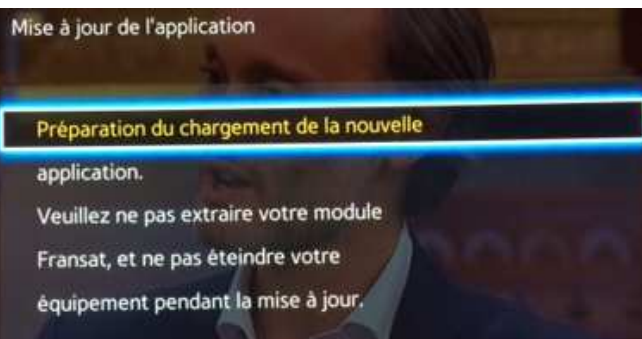 Mise à jour de l'application
Préparation du chargement de la nouvelle
application.
Veuillez ne pas extraire votre module
Fransat, et ne pas éteindre votre
équipement pendant la mise à jour.